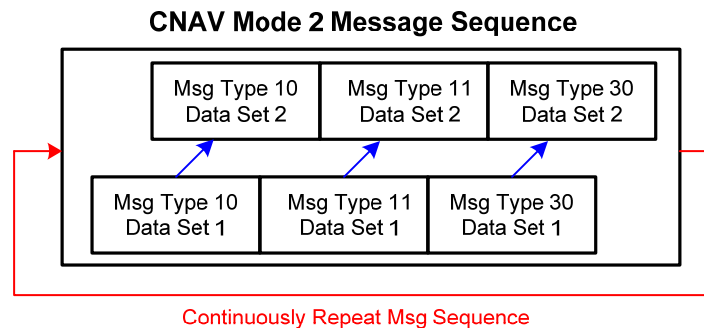 CNAV Mode 2 Message Sequence
Msg Type 10
Data Set 2
Msg Type 11
Data Set 2
Msg Type 30
Data Set 2
Msg Type 10
Data Set 1
Msg Type 11
Data Set 1
Msg Type 30
Data Set 1
Continuously Repeat Msg Sequence